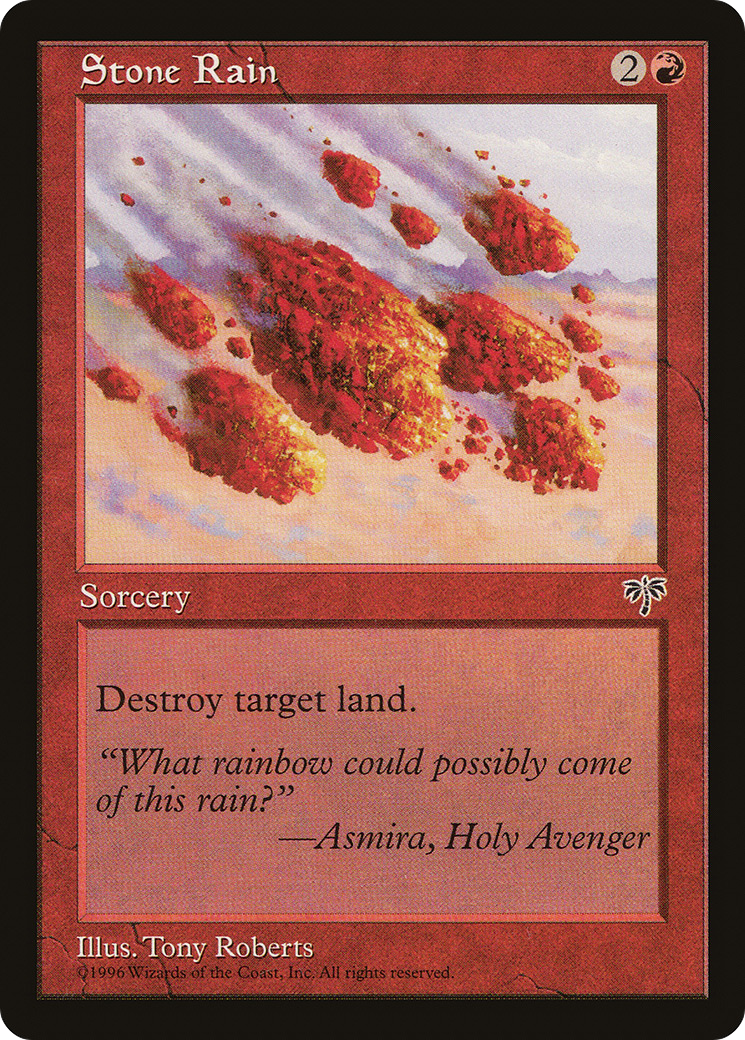 Stone Rain 2
Sorcery
Destroy target land.
“What rainbow could possibly come
of this rain?”
—Asmira, Holy Avenger
Illus. Tony Roberts
©1996 Wizards of the Coast, Inc. All rights reserved.